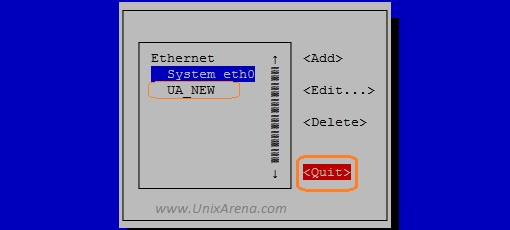 Ethernet
System eth0
UA_NEW
<Add>
<Edit...>
<Delete>
<Quit>
www.UnixArena.com